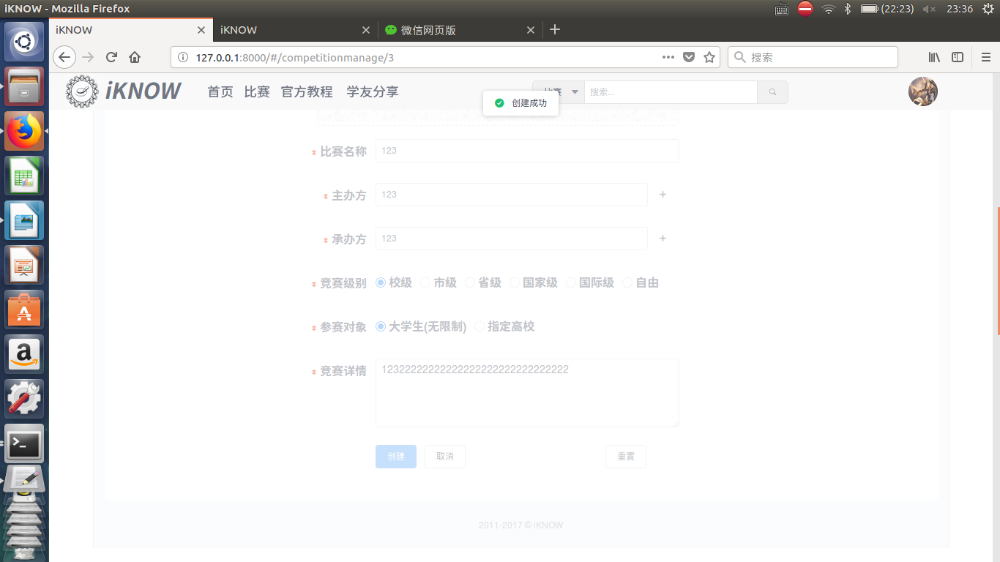 iKNOW - Mozilla Firefox
(22:23)
23:36
iKNOW
iKNOW
微信网页版
127.0.0.1:8000/#/competitionmanage/3
搜索
iKNOW
首页
比赛
官方教程
学友分享
比赛
搜索...
创建成功
* 比赛名称
123
* 主办方
123
+
* 承办方
123
+
* 竞赛级别
校级
市级
省级
国家级
国际级
自由
* 参赛对象
大学生(无限制)
指定高校
* 竞赛详情
创建
取消
重置
2011-2017 © iKNOW